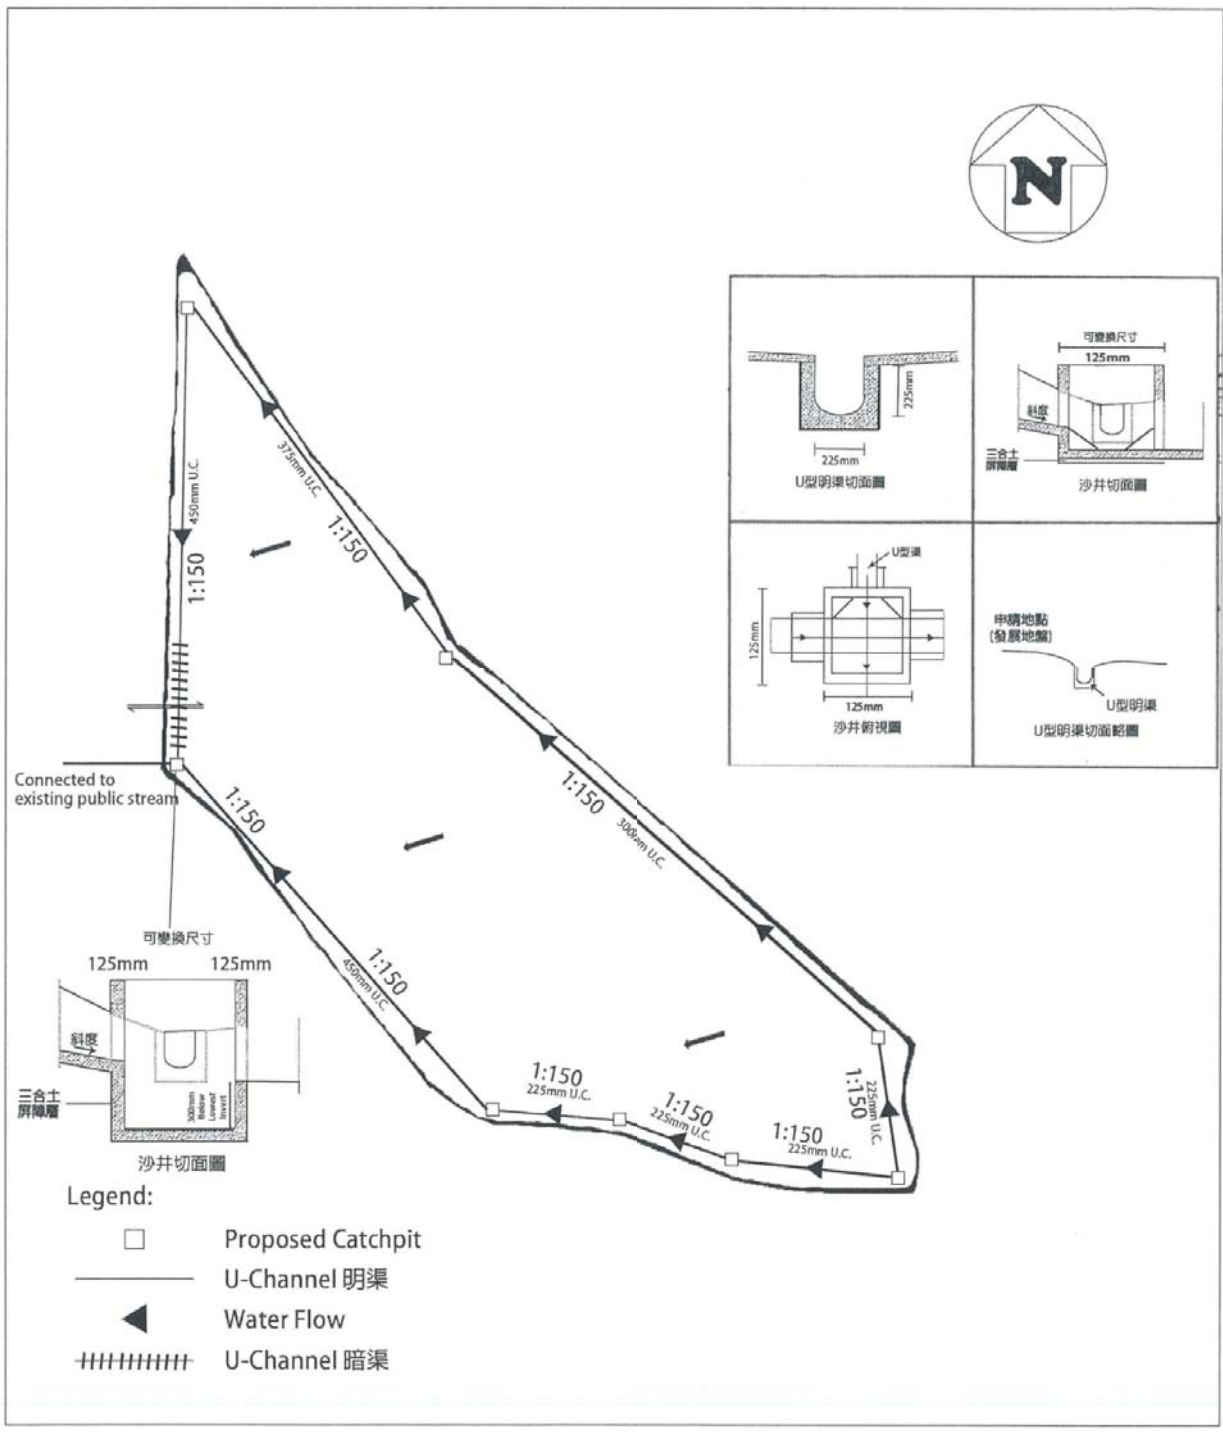 N
225mm
225mm
U型明渠切面圖
可變換尺寸
125mm
斜度
三合土
屏障層
沙井切面圖
U型渠
125mm
125mm
沙井俯視圖
申請地點
(發展地盤)
U型明渠
U型明渠切面略圖
450mm U.C.
1:150
375mm U.C.
1:150
1:150
300mm U.C.
Connected to
existing public stream
1:150
1:150
450mm U.C.
1:150
225mm U.C.
1:150
225mm U.C.
1:150
225mm U.C.
1:150
225mm U.C.
可變換尺寸
125mm 125mm
斜度
三合土
屏障層
300mm
Below
Lowest
Invert
沙井切面圖
Legend:
Proposed Catchpit
U-Channel 明渠
Water Flow
U-Channel 暗渠